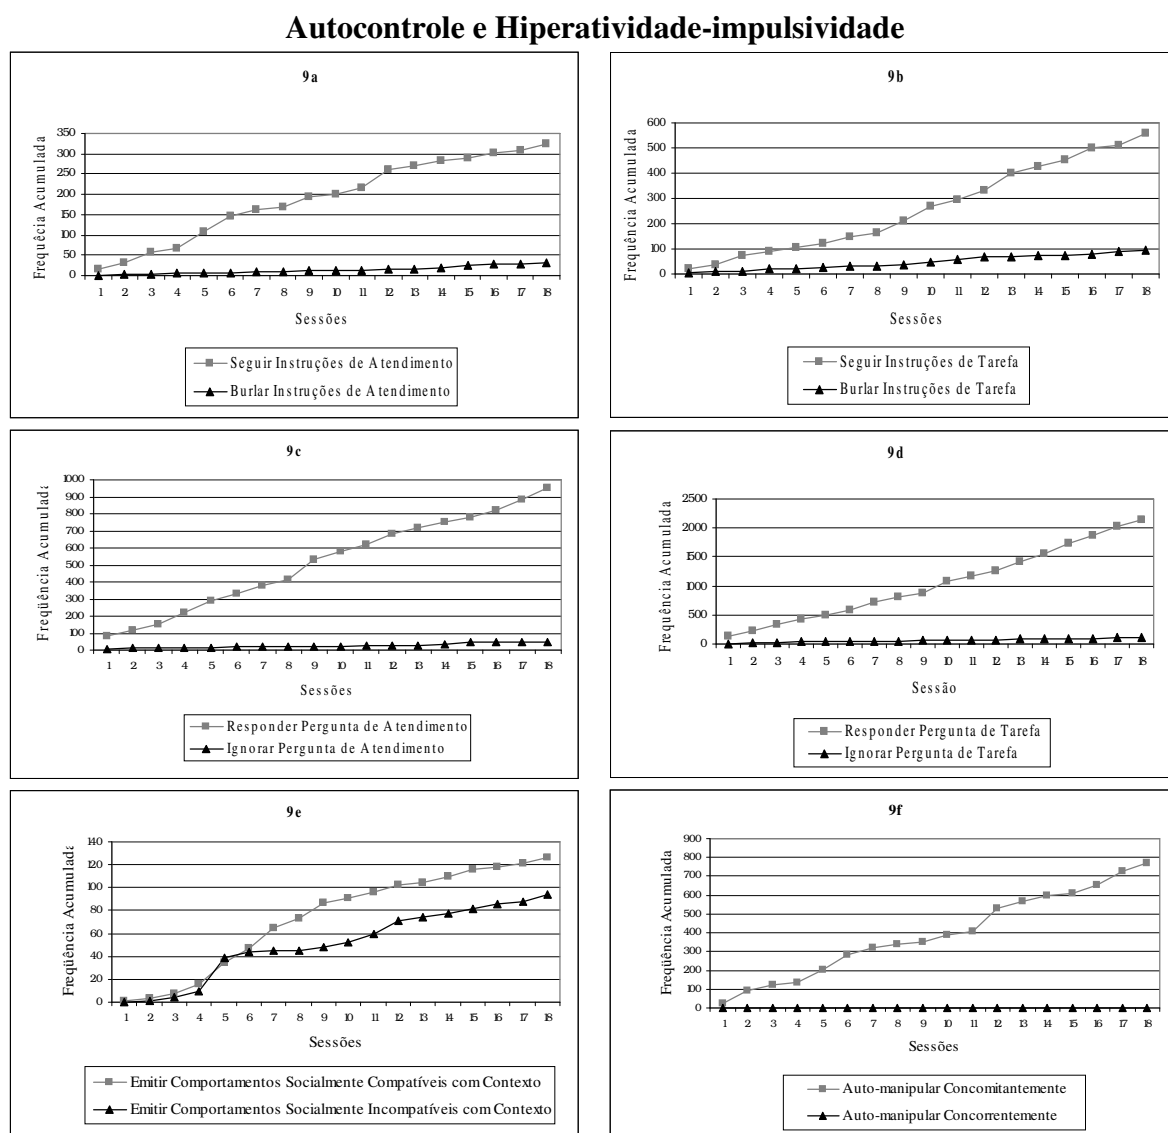 Autocontrole e Hiperatividade-impulsividade
9a
Frequêcia Acumulada
350
300
250
200
150
100
50
0
1 2 3 4 5 6 7 8 9 10 11 12 13 14 15 16 17 18
Sessões
Seguir Instruções de Atendimento
Burlar Instruções de Atendimento
9b
Frequência Acumulada
600
500
400
300
200
100
0
1 2 3 4 5 6 7 8 9 10 11 12 13 14 15 16 17 18
Sessões
Seguir Instruções de Tarefa
Burlar Instruções de Tarefa
9c
Freqüência Acumulada
1000
900
800
700
600
500
400
300
200
100
0
1 2 3 4 5 6 7 8 9 10 11 12 13 14 15 16 17 18
Sessões
Responder Pergunta de Atendimento
Ignorar Pergunta de Atendimento
9d
Frequência Acumulada
2500
2000
1500
1000
500
0
1 2 3 4 5 6 7 8 9 10 11 12 13 14 15 16 17 18
Sessão
Responder Pergunta de Tarefa
Ignorar Pergunta de Tarefa
9e
Freqüência Acumulada
140
120
100
80
60
40
20
0
1 2 3 4 5 6 7 8 9 10 11 12 13 14 15 16 17 18
Sessões
Emitir Comportamentos Socialmente Compatíveis com Contexto
Emitir Comportamentos Socialmente Incompatíveis com Contexto
9f
Freqüência Acumulada
900
800
700
600
500
400
300
200
100
0
1 2 3 4 5 6 7 8 9 10 11 12 13 14 15 16 17 18
Sessões
Auto-manipular Concomitantemente
Auto-manipular Concorrentemente